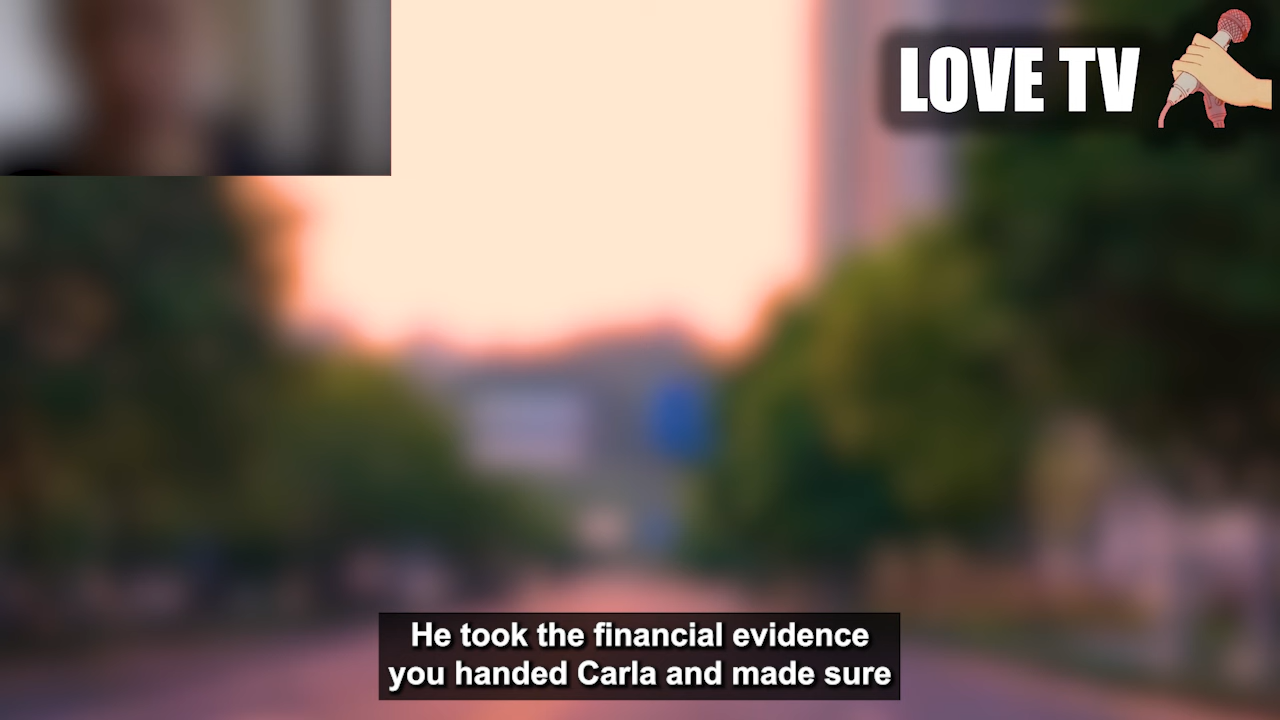 LOVE TV
He took the financial evidence
you handed Carla and made sure